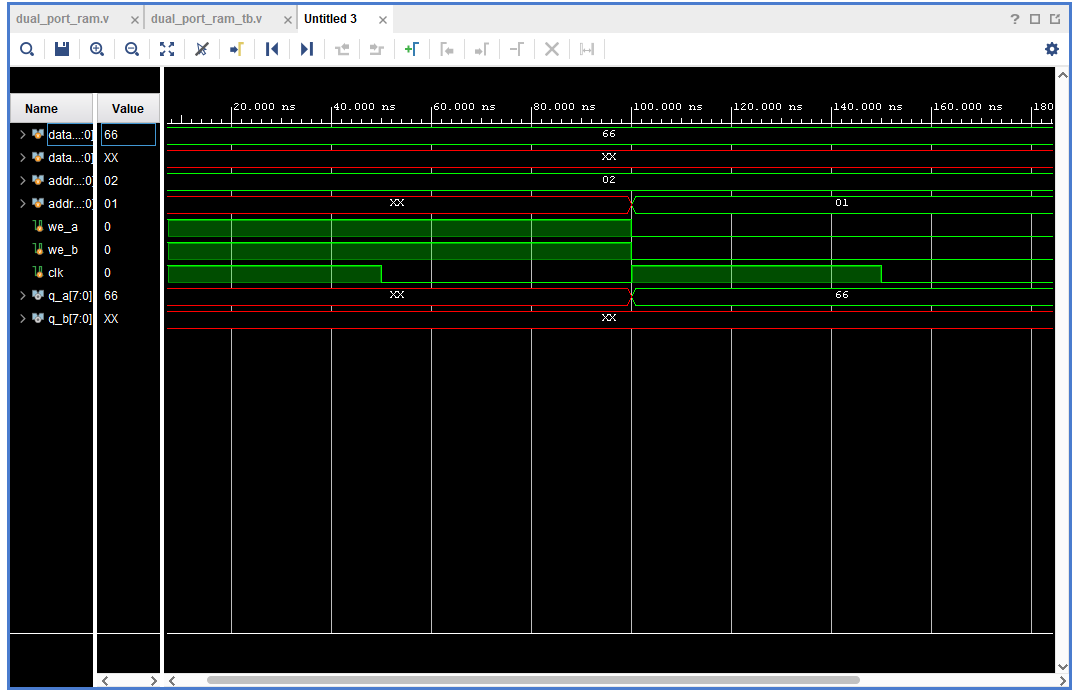 dual_port_ram.v × dual_port_ram_tb.v × Untitled 3 × ?
20.000 ns 40.000 ns 60.000 ns 80.000 ns 100.000 ns 120.000 ns 140.000 ns 160.000 ns 180
Name Value
data...:0] 66 66
data...:0] XX XX
addr...:0] 02 02
addr...:0] 01 XX 01
we_a 0
we_b 0
clk 0
q_a[7:0] 66 XX 66
q_b[7:0] XX XX